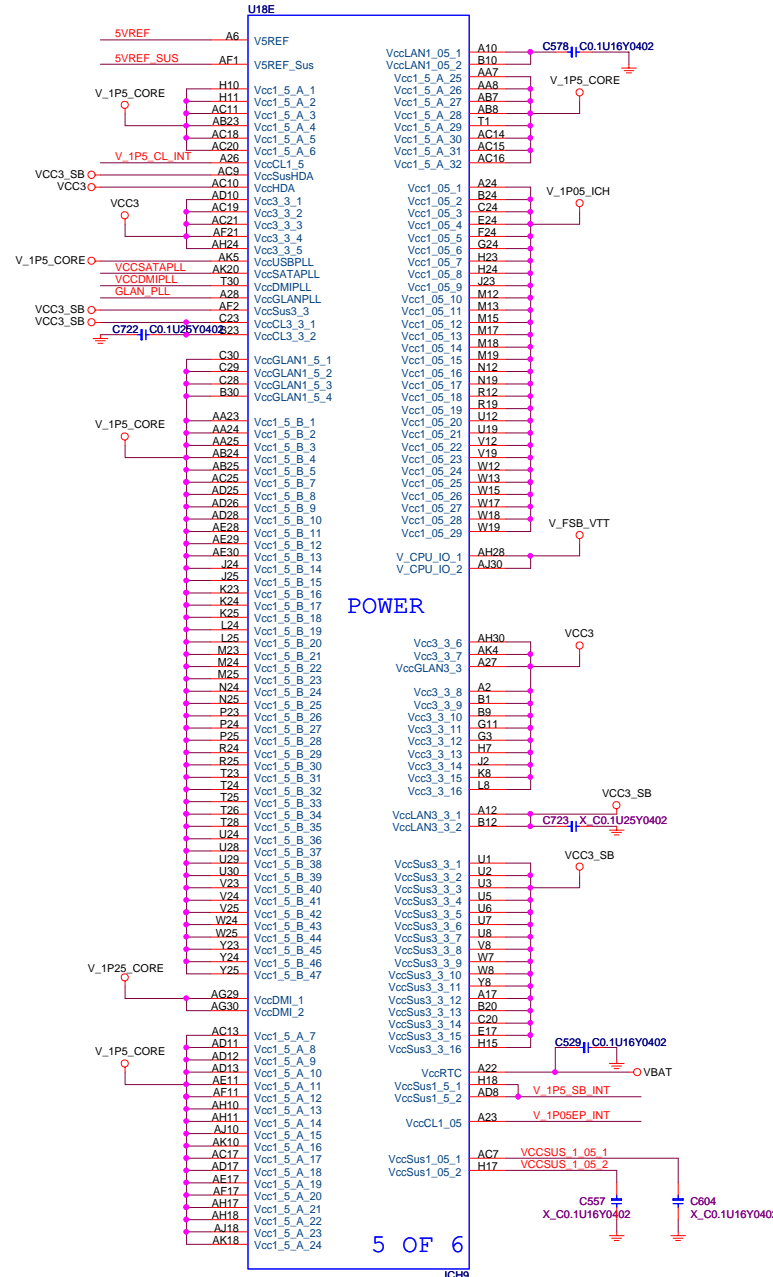 U18E
5VREF A6 V5REF
5VREF_SUS AF1 V5REF_Sus
V_1P5_CORE
H10 Vcc1_5_A_1
H11 Vcc1_5_A_2
AC11 Vcc1_5_A_3
AB23 Vcc1_5_A_4
AC18 Vcc1_5_A_5
AC20 Vcc1_5_A_6
V_1P5_CL_INT A26 VccCL1_5
VCC3_SB AC9 VccSusHDA
VCC3 AC10 VccHDA
VCC3
AD10 Vcc3_3_1
AC19 Vcc3_3_2
AC21 Vcc3_3_3
AF21 Vcc3_3_4
AH24 Vcc3_3_5
V_1P5_CORE AK5 VccUSBPLL
VCCSATAPLL AK20 VccSATAPLL
VCCDMIPLL T30 VccDMIPLL
GLAN_PLL A28 VccGLANPLL
VCC3_SB AF2 VccSus3_3
VCC3_SB C23 VccCL3_3_1
C722 C0.1U25Y0402 B23 VccCL3_3_2
C30 VccGLAN1_5_1
C29 VccGLAN1_5_2
C28 VccGLAN1_5_3
B30 VccGLAN1_5_4
V_1P5_CORE
AA23 Vcc1_5_B_1
AA24 Vcc1_5_B_2
AA25 Vcc1_5_B_3
AB24 Vcc1_5_B_4
AB25 Vcc1_5_B_5
AC25 Vcc1_5_B_7
AD25 Vcc1_5_B_8
AD26 Vcc1_5_B_9
AD28 Vcc1_5_B_10
AE28 Vcc1_5_B_11
AE29 Vcc1_5_B_12
AE30 Vcc1_5_B_13
J24 Vcc1_5_B_14
J25 Vcc1_5_B_15
K23 Vcc1_5_B_16
K24 Vcc1_5_B_17
K25 Vcc1_5_B_18
L24 Vcc1_5_B_19
L25 Vcc1_5_B_20
M23 Vcc1_5_B_21
M24 Vcc1_5_B_22
M25 Vcc1_5_B_23
N24 Vcc1_5_B_24
N25 Vcc1_5_B_25
P23 Vcc1_5_B_26
P24 Vcc1_5_B_27
P25 Vcc1_5_B_28
R24 Vcc1_5_B_29
R25 Vcc1_5_B_30
T23 Vcc1_5_B_31
T24 Vcc1_5_B_32
T25 Vcc1_5_B_33
T26 Vcc1_5_B_34
T28 Vcc1_5_B_35
U24 Vcc1_5_B_36
U28 Vcc1_5_B_37
U29 Vcc1_5_B_38
U30 Vcc1_5_B_39
V23 Vcc1_5_B_40
V24 Vcc1_5_B_41
V25 Vcc1_5_B_42
W24 Vcc1_5_B_43
W25 Vcc1_5_B_44
Y23 Vcc1_5_B_45
Y24 Vcc1_5_B_46
Y25 Vcc1_5_B_47
V_1P25_CORE
AG29 VccDMI_1
AG30 VccDMI_2
V_1P5_CORE
AC13 Vcc1_5_A_7
AD11 Vcc1_5_A_8
AD12 Vcc1_5_A_9
AD13 Vcc1_5_A_10
AE11 Vcc1_5_A_11
AF11 Vcc1_5_A_12
AH10 Vcc1_5_A_13
AH11 Vcc1_5_A_14
AJ10 Vcc1_5_A_15
AK10 Vcc1_5_A_16
AC17 Vcc1_5_A_17
AD17 Vcc1_5_A_18
AE17 Vcc1_5_A_19
AF17 Vcc1_5_A_20
AH17 Vcc1_5_A_21
AH18 Vcc1_5_A_22
AJ18 Vcc1_5_A_23
AK18 Vcc1_5_A_24
POWER
VccLAN1_05_1 A10 C578 C0.1U16Y0402
VccLAN1_05_2 B10
Vcc1_5_A_25 AA7
Vcc1_5_A_26 AA8
Vcc1_5_A_27 AB7
Vcc1_5_A_28 AB8
Vcc1_5_A_29 T1
Vcc1_5_A_30 AC14
Vcc1_5_A_31 AC15
Vcc1_5_A_32 AC16
V_1P5_CORE
Vcc1_05_1 A24
Vcc1_05_2 B24
Vcc1_05_3 C24
Vcc1_05_4 E24
Vcc1_05_5 F24
Vcc1_05_6 G24
Vcc1_05_7 H23
Vcc1_05_8 H24
Vcc1_05_9 J23
Vcc1_05_10 M12
Vcc1_05_11 M13
Vcc1_05_12 M15
Vcc1_05_13 M17
Vcc1_05_14 M18
Vcc1_05_15 M19
Vcc1_05_16 N12
Vcc1_05_17 N19
Vcc1_05_18 R12
Vcc1_05_19 R19
Vcc1_05_20 U12
Vcc1_05_21 U19
Vcc1_05_22 V12
Vcc1_05_23 V19
Vcc1_05_24 W12
Vcc1_05_25 W13
Vcc1_05_26 W15
Vcc1_05_27 W17
Vcc1_05_28 W18
Vcc1_05_29 W19
V_1P05_ICH
V_FSB_VTT
V_CPU_IO_1 AH28
V_CPU_IO_2 AJ30
VCC3
Vcc3_3_6 AH30
Vcc3_3_7 AK4
VccGLAN3_3 A27
Vcc3_3_8 A2
Vcc3_3_9 B1
Vcc3_3_10 B9
Vcc3_3_11 G11
Vcc3_3_12 G3
Vcc3_3_13 H7
Vcc3_3_14 J2
Vcc3_3_15 K8
Vcc3_3_16 L8
VCC3_SB
VccLAN3_3_1 A12
VccLAN3_3_2 B12 C723 X_C0.1U25Y0402
VCC3_SB
VccSus3_3_1 U1
VccSus3_3_2 U2
VccSus3_3_3 U3
VccSus3_3_4 U5
VccSus3_3_5 U6
VccSus3_3_6 U7
VccSus3_3_7 U8
VccSus3_3_8 V8
VccSus3_3_9 W7
VccSus3_3_10 W8
VccSus3_3_11 Y8
VccSus3_3_12 A17
VccSus3_3_13 B20
VccSus3_3_14 C20
VccSus3_3_15 E17
VccSus3_3_16 H15
C529 C0.1U16Y0402
VccRTC A22 VBAT
VccSus1_5_1 H18
VccSus1_5_2 AD8 V_1P5_SB_INT
VccCL1_05 A23 V_1P05EP_INT
VccSus1_05_1 AC7 VCCSUS_1_05_1
VccSus1_05_2 H17 VCCSUS_1_05_2
C557 X_C0.1U16Y0402
C604 X_C0.1U16Y0402
5 OF 6
ICH9